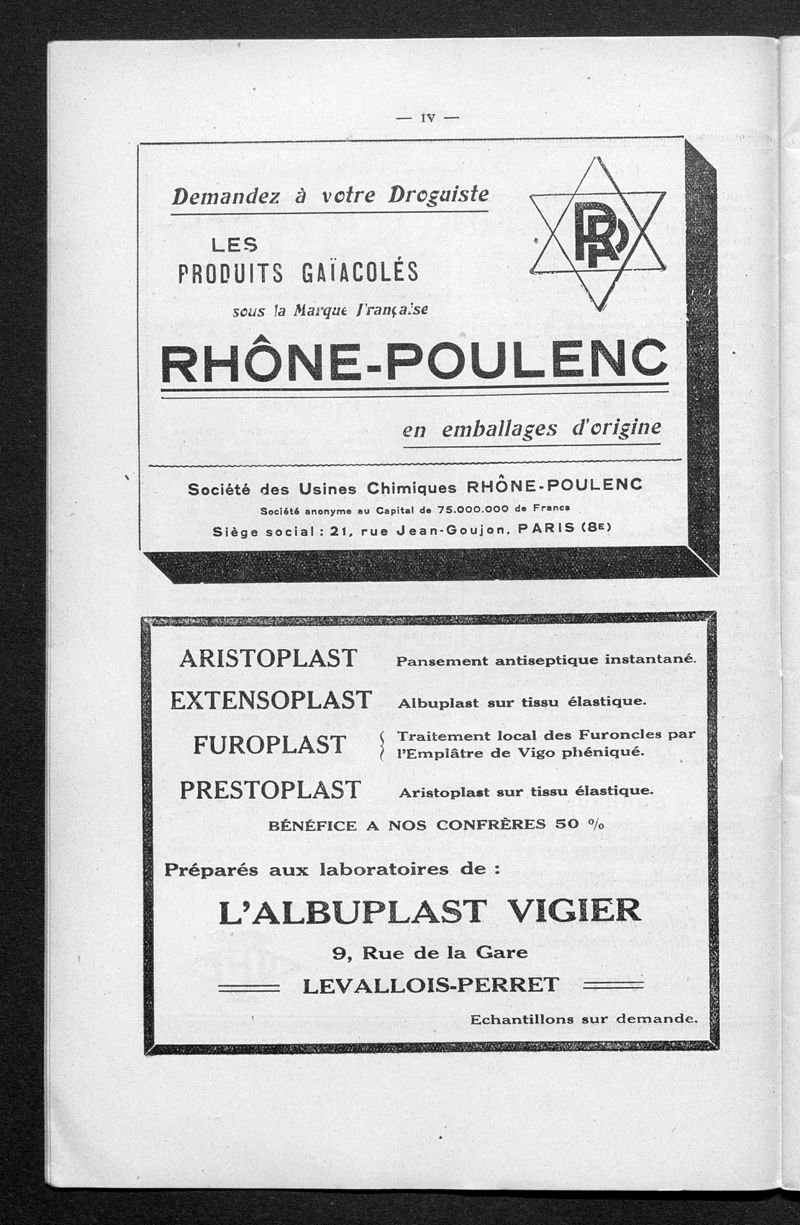 — IV —
Demandez à votre Droguiste
LES
PRODUITS GAÏACOLÉS
sous la Marque Française
RHÔNE-POULENC
en emballages d'origine
Société des Usines Chimiques RHÔNE-POULENC
Société anonyme au Capital de 75.000.000 de Francs
Siège social : 21, rue Jean-Goujon, PARIS (8E)
ARISTOPLAST Pansement antiseptique instantané.
EXTENSOPLAST Albuplast sur tissu élastique.
FUROPLAST { Traitement local des Furoncles par
l'Emplâtre de Vigo phéniqué.
PRESTOPLAST Aristoplast sur tissu élastique.
BÉNÉFICE A NOS CONFRÈRES 50 %
Préparés aux laboratoires de :
L'ALBUPLAST VIGIER
9, Rue de la Gare
LEVALLOIS-PERRET
Echantillons sur demande.